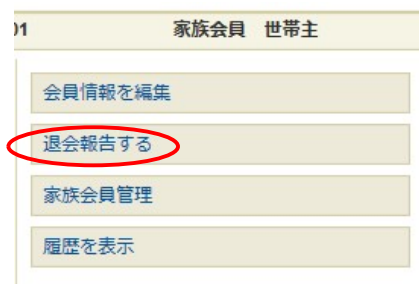 01 家族会員 世帯主
会員情報を編集
退会報告する
家族会員管理
履歴を表示